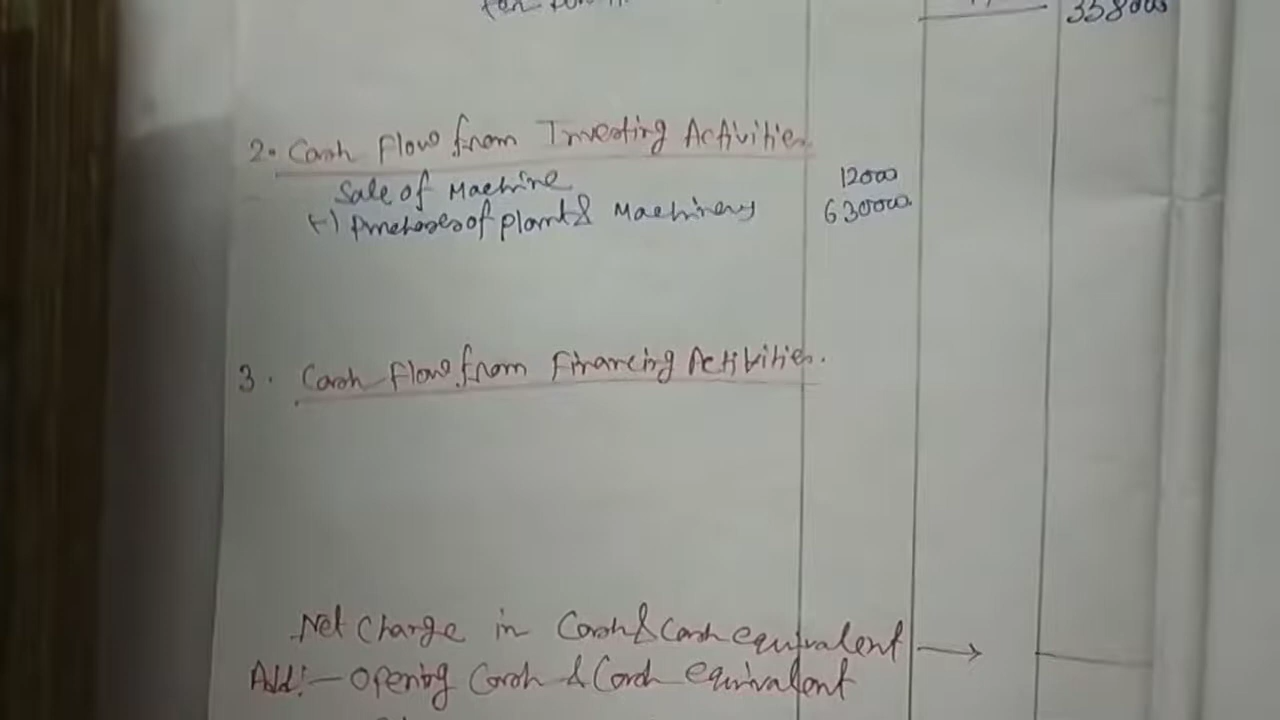 358000
2. Cash Flow from Investing Activities
Sale of Machine 12000
(-) Purchases of plant & Machinery 630000
3. Cash Flow from Financing Activities.
Net Change in Cash & Cash equivalent →
Add:- Opening Cash & Cash equivalent